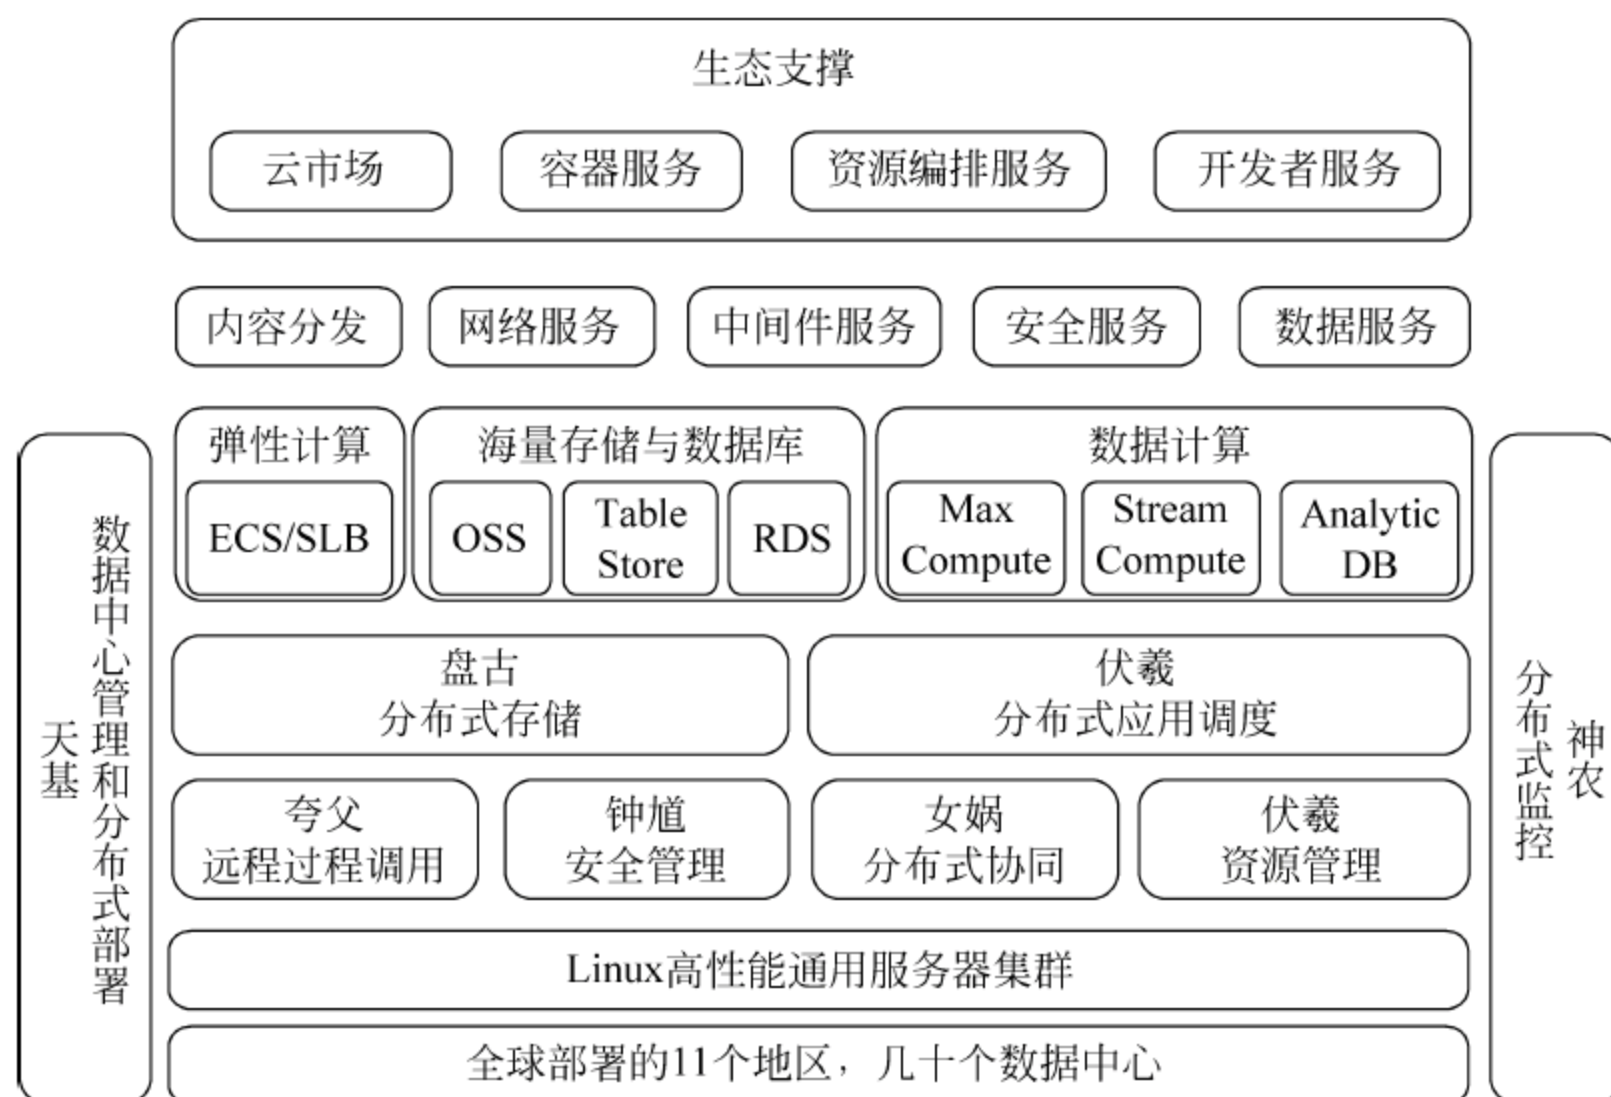 生态支撑
云市场
容器服务
资源编排服务
开发者服务
内容分发
网络服务
中间件服务
安全服务
数据服务
弹性计算
ECS/SLB
海量存储与数据库
OSS
Table
Store
RDS
数据计算
Max
Compute
Stream
Compute
Analytic
DB
天基
数据中心管理和分布式部署
盘古
分布式存储
伏羲
分布式应用调度
夸父
远程过程调用
钟馗
安全管理
女娲
分布式协同
伏羲
资源管理
神农
分布式监控
Linux高性能通用服务器集群
全球部署的11个地区，几十个数据中心